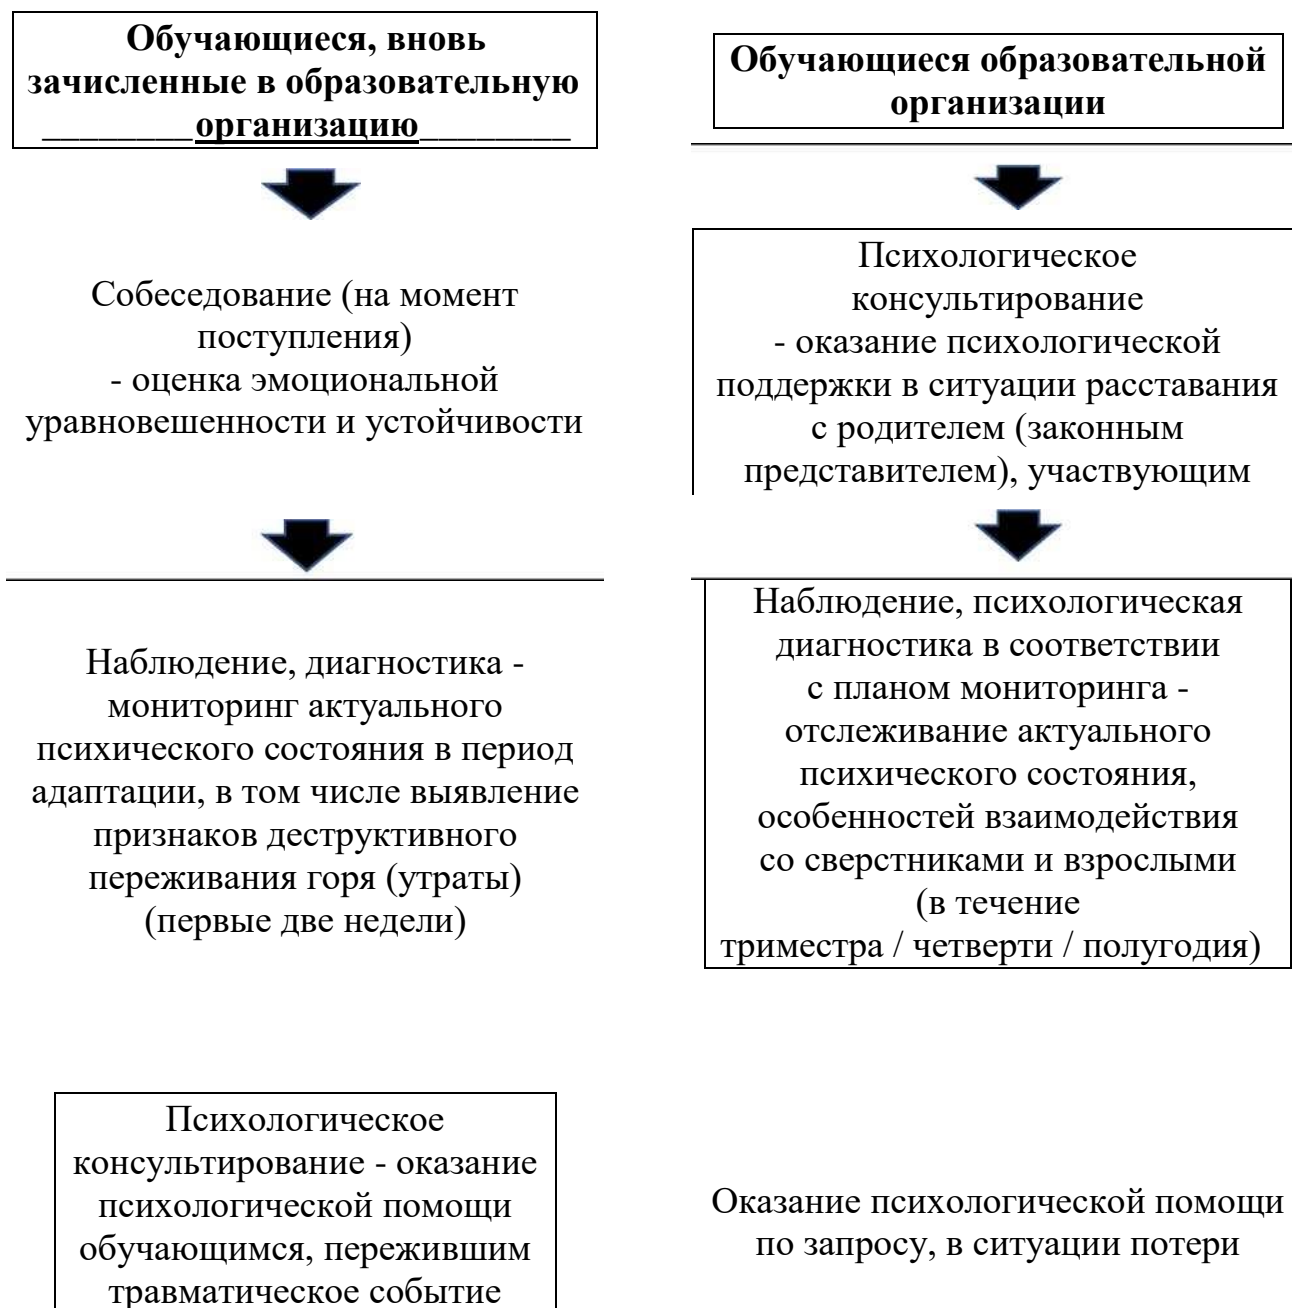 Обучающиеся, вновь
зачисленные в образовательную
________организацию________
Собеседование (на момент
поступления)
- оценка эмоциональной
уравновешенности и устойчивости
Наблюдение, диагностика -
мониторинг актуального
психического состояния в период
адаптации, в том числе выявление
признаков деструктивного
переживания горя (утраты)
(первые две недели)
Психологическое
консультирование - оказание
психологической помощи
обучающимся, пережившим
травматическое событие
Обучающиеся образовательной
организации
Психологическое
консультирование
- оказание психологической
поддержки в ситуации расставания
с родителем (законным
представителем), участвующим
Наблюдение, психологическая
диагностика в соответствии
с планом мониторинга -
отслеживание актуального
психического состояния,
особенностей взаимодействия
со сверстниками и взрослыми
(в течение
триместра / четверти / полугодия)
Оказание психологической помощи
по запросу, в ситуации потери